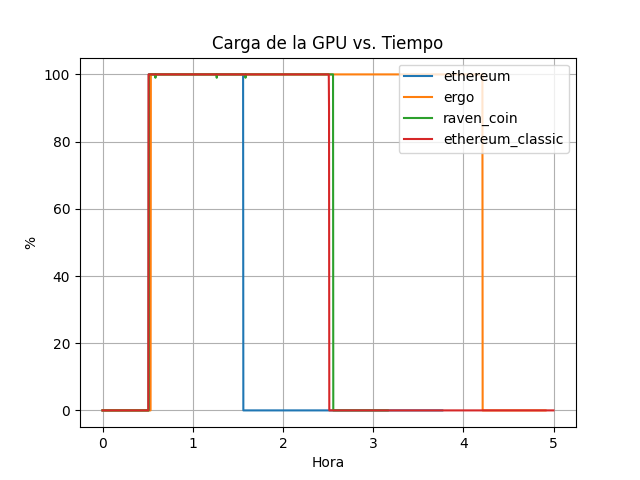 Carga de la GPU vs. Tiempo
100
80
60
40
20
0
%
0 1 2 3 4 5
Hora
ethereum
ergo
raven_coin
ethereum_classic